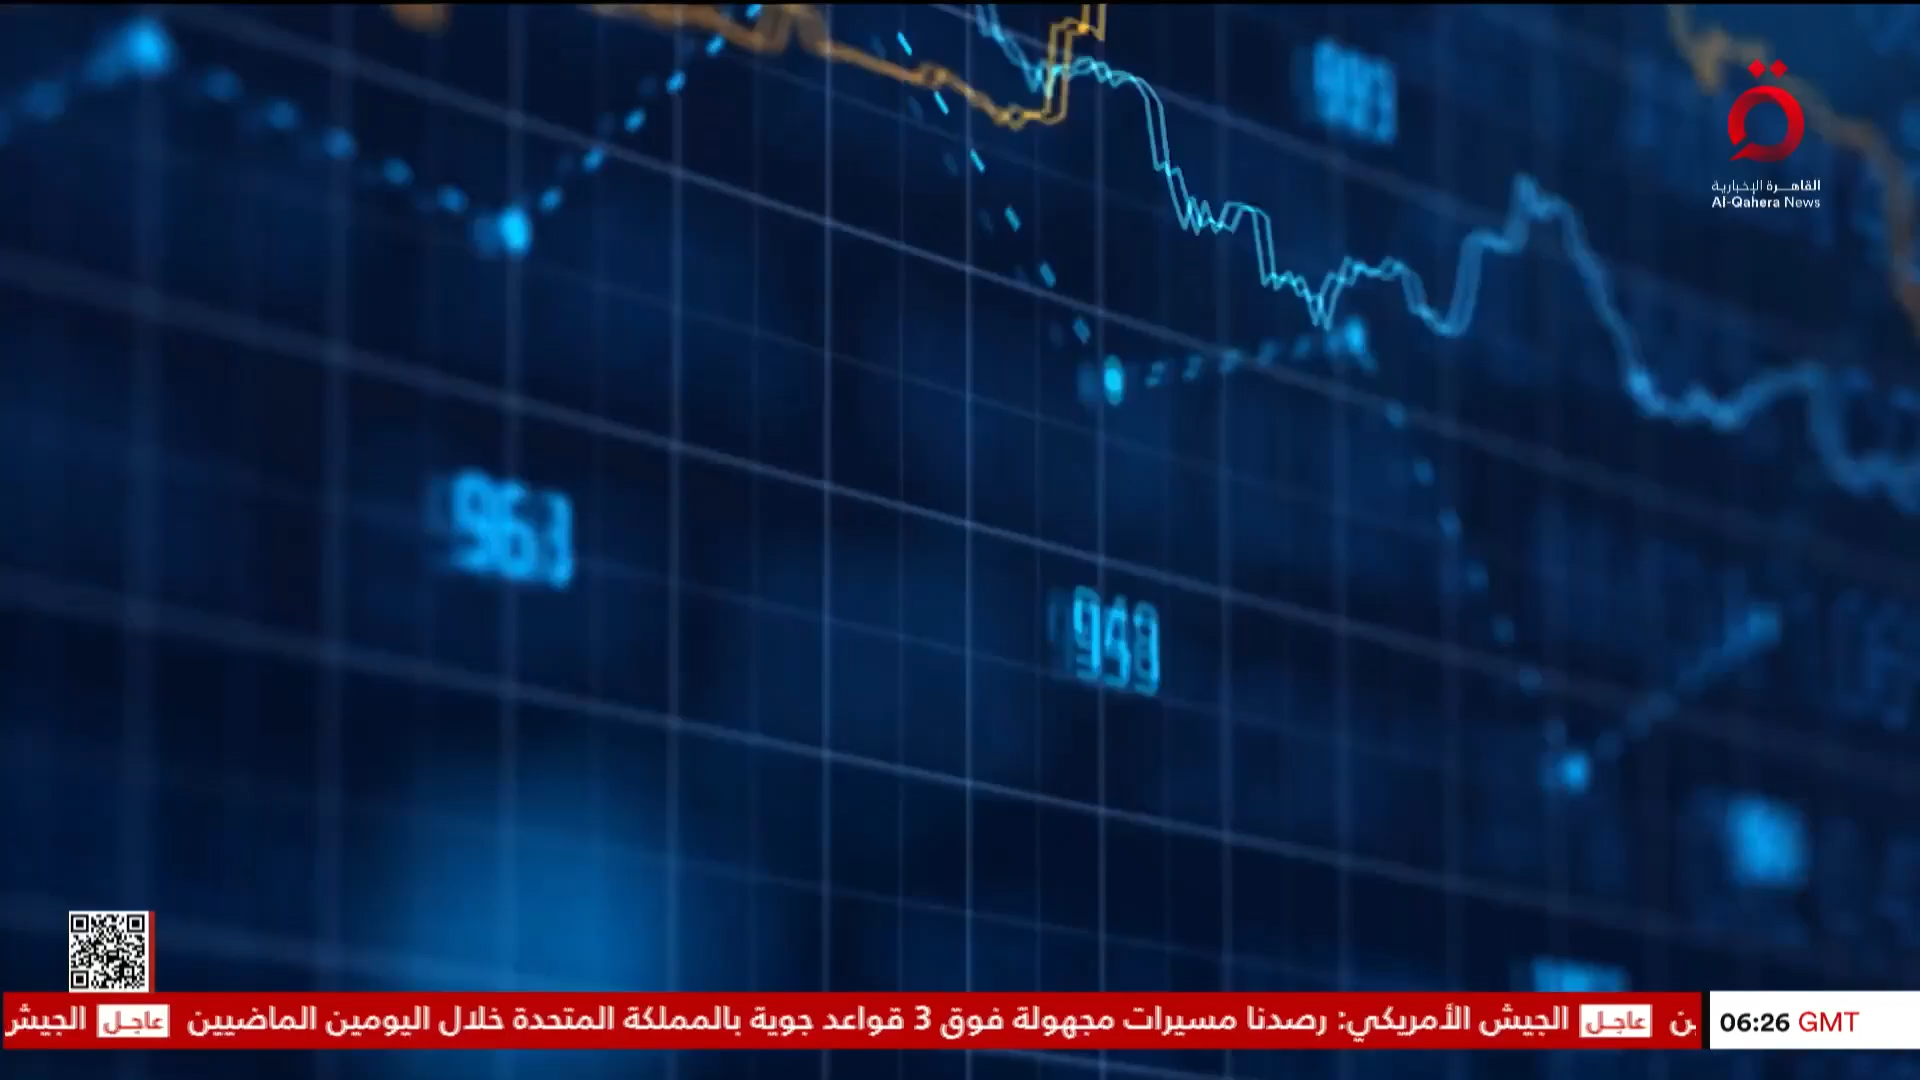 القاهرة الإخبارية
Al-Qahera News
963
ـن عاجل الجيش الأمريكي: رصدنا مسيرات مجهولة فوق 3 قواعد جوية بالمملكة المتحدة خلال اليومين الماضيين عاجل الجيش
06:26 GMT